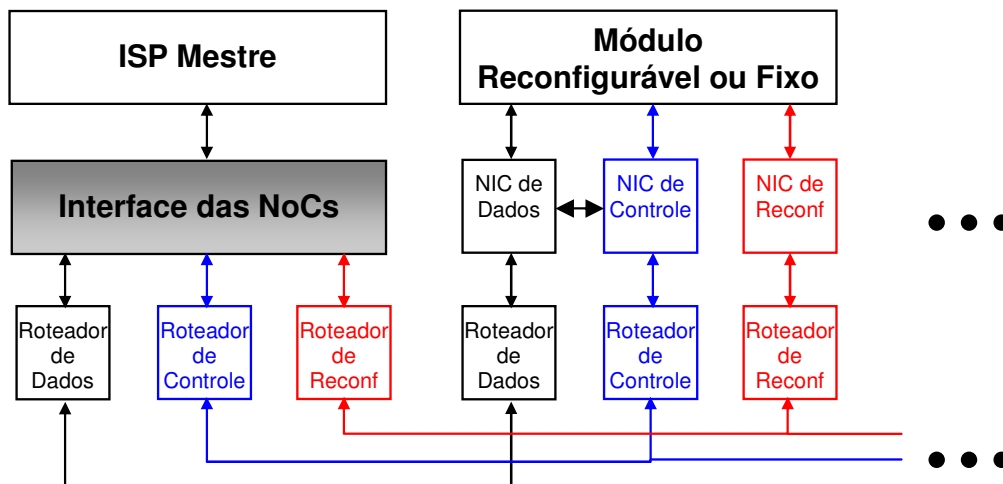 ISP Mestre
Módulo
Reconfigurável ou Fixo
Interface das NoCs
NIC de
Dados
NIC de
Controle
NIC de
Reconf
Roteador
de
Dados
Roteador
de
Controle
Roteador
de
Reconf
Roteador
de
Dados
Roteador
de
Controle
Roteador
de
Reconf